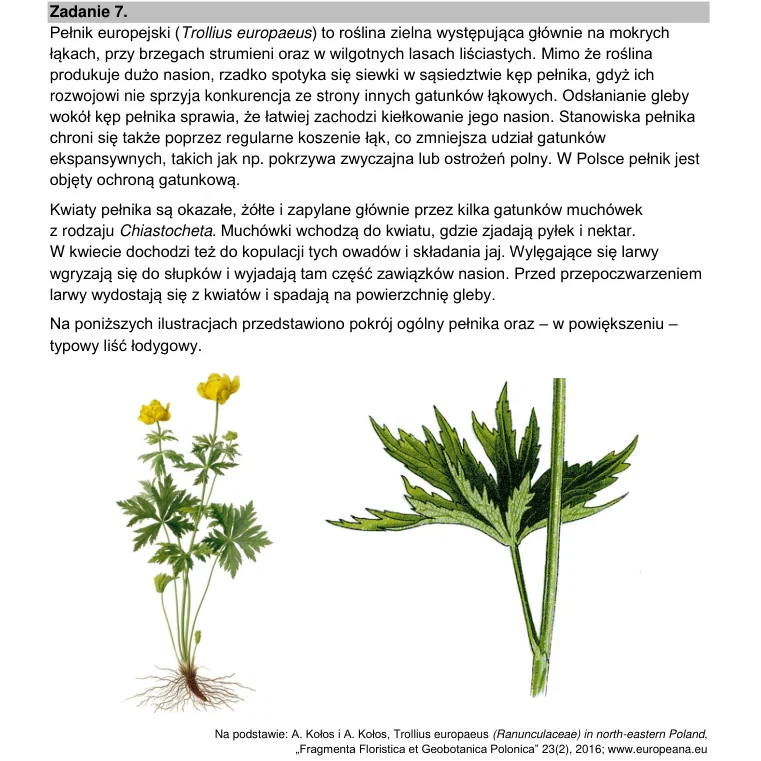 Zadanie 7.
Pełnik europejski (Trollius europaeus) to roślina zielna występująca głównie na mokrych
łąkach, przy brzegach strumieni oraz w wilgotnych lasach liściastych. Mimo że roślina
produkuje dużo nasion, rzadko spotyka się siewki w sąsiedztwie kęp pełnika, gdyż ich
rozwojowi nie sprzyja konkurencja ze strony innych gatunków łąkowych. Odsłanianie gleby
wokół kęp pełnika sprawia, że łatwiej zachodzi kiełkowanie jego nasion. Stanowiska pełnika
chroni się także poprzez regularne koszenie łąk, co zmniejsza udział gatunków
ekspansywnych, takich jak np. pokrzywa zwyczajna lub ostrożeń polny. W Polsce pełnik jest
objęty ochroną gatunkową.
Kwiaty pełnika są okazałe, żółte i zapylane głównie przez kilka gatunków muchówek
z rodzaju Chiastocheta. Muchówki wchodzą do kwiatu, gdzie zjadają pyłek i nektar.
W kwiecie dochodzi też do kopulacji tych owadów i składania jaj. Wylęgające się larwy
wgryzają się do słupków i wyjadają tam część zawiązków nasion. Przed przepoczwarzeniem
larwy wydostają się z kwiatów i spadają na powierzchnię gleby.
Na poniższych ilustracjach przedstawiono pokrój ogólny pełnika oraz – w powiększeniu –
typowy liść łodygowy.
Na podstawie: A. Kołos i A. Kołos, Trollius europaeus (Ranunculaceae) in north-eastern Poland,
„Fragmenta Floristica et Geobotanica Polonica” 23(2), 2016; www.europeana.eu